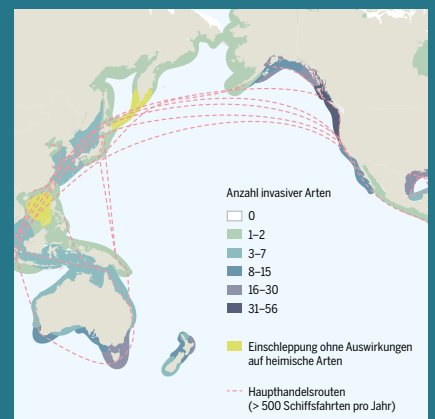 Anzahl invasiver Arten
0
1–2
3–7
8–15
16–30
31–56
Einschleppung ohne Auswirkungen
auf heimische Arten
Haupthandelsrouten
(> 500 Schiffsfahrten pro Jahr)